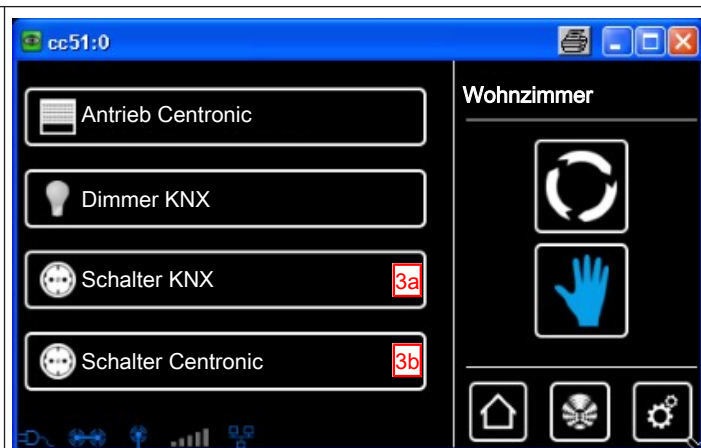 cc51:0
Wohnzimmer
Antrieb Centronic
Dimmer KNX
Schalter KNX 3a
Schalter Centronic 3b